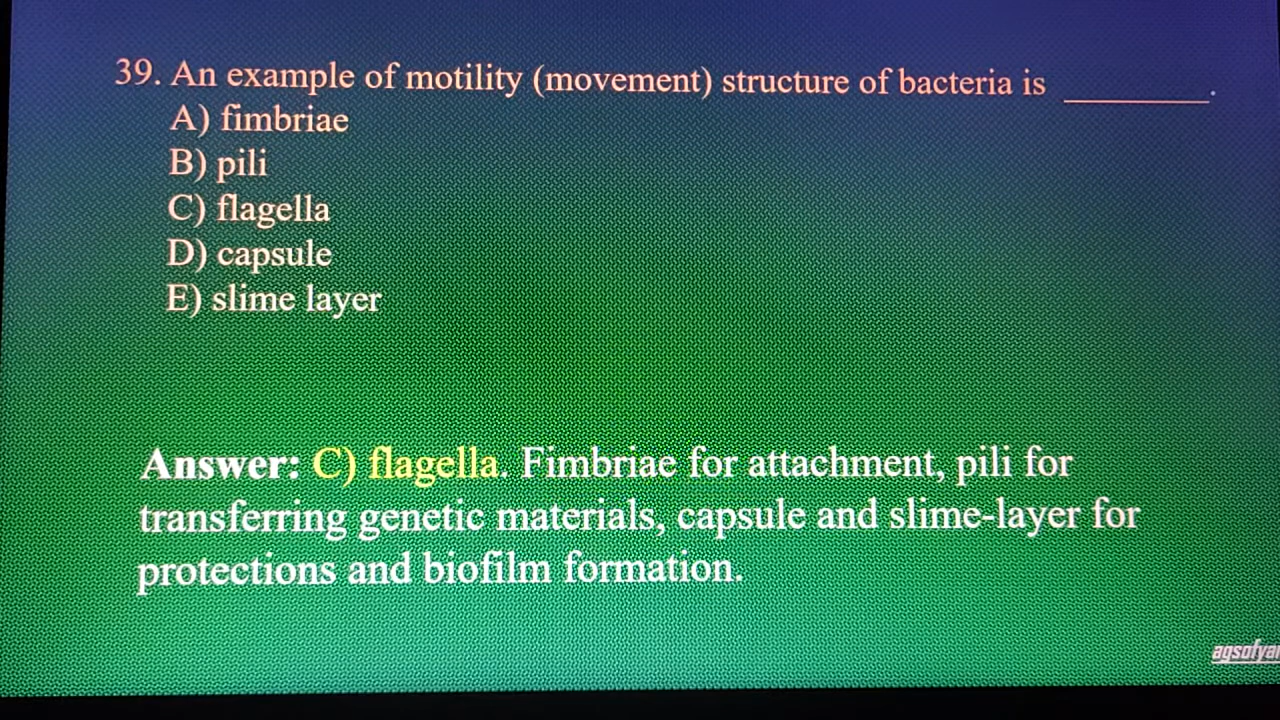 39. An example of motility (movement) structure of bacteria is ________.
A) fimbriae
B) pili
C) flagella
D) capsule
E) slime layer
Answer: C) flagella. Fimbriae for attachment, pili for
transferring genetic materials, capsule and slime-layer for
protections and biofilm formation.